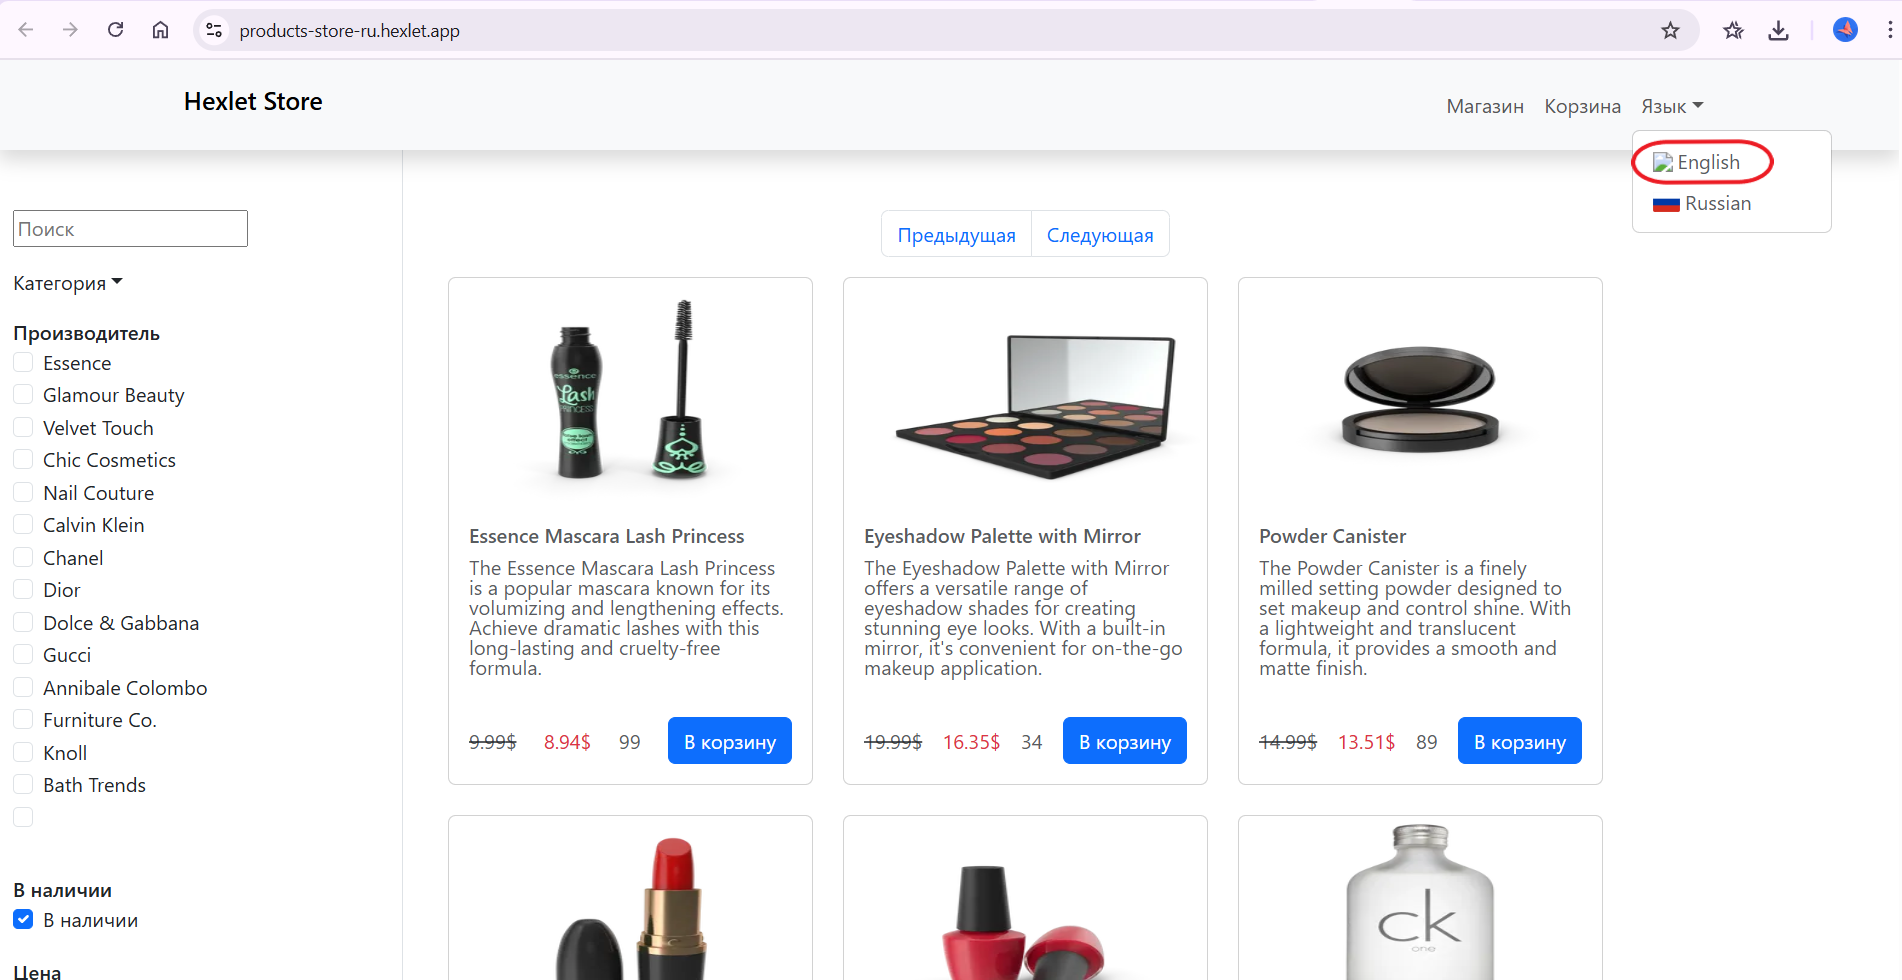 products-store-ru.hexlet.app
Hexlet Store
Магазин
Корзина
Язык
English
Russian
Поиск
Категория
Производитель
Essence
Glamour Beauty
Velvet Touch
Chic Cosmetics
Nail Couture
Calvin Klein
Chanel
Dior
Dolce & Gabbana
Gucci
Annibale Colombo
Furniture Co.
Knoll
Bath Trends
В наличии
В наличии
Цена
Предыдущая
Следующая
essence
Lash
PRINCESS
Essence Mascara Lash Princess
The Essence Mascara Lash Princess
is a popular mascara known for its
volumizing and lengthening effects.
Achieve dramatic lashes with this
long-lasting and cruelty-free
formula.
9.99$ 8.94$ 99 В корзину
Eyeshadow Palette with Mirror
The Eyeshadow Palette with Mirror
offers a versatile range of
eyeshadow shades for creating
stunning eye looks. With a built-in
mirror, it's convenient for on-the-go
makeup application.
19.99$ 16.35$ 34 В корзину
Powder Canister
The Powder Canister is a finely
milled setting powder designed to
set makeup and control shine. With
a lightweight and translucent
formula, it provides a smooth and
matte finish.
14.99$ 13.51$ 89 В корзину
ck
one